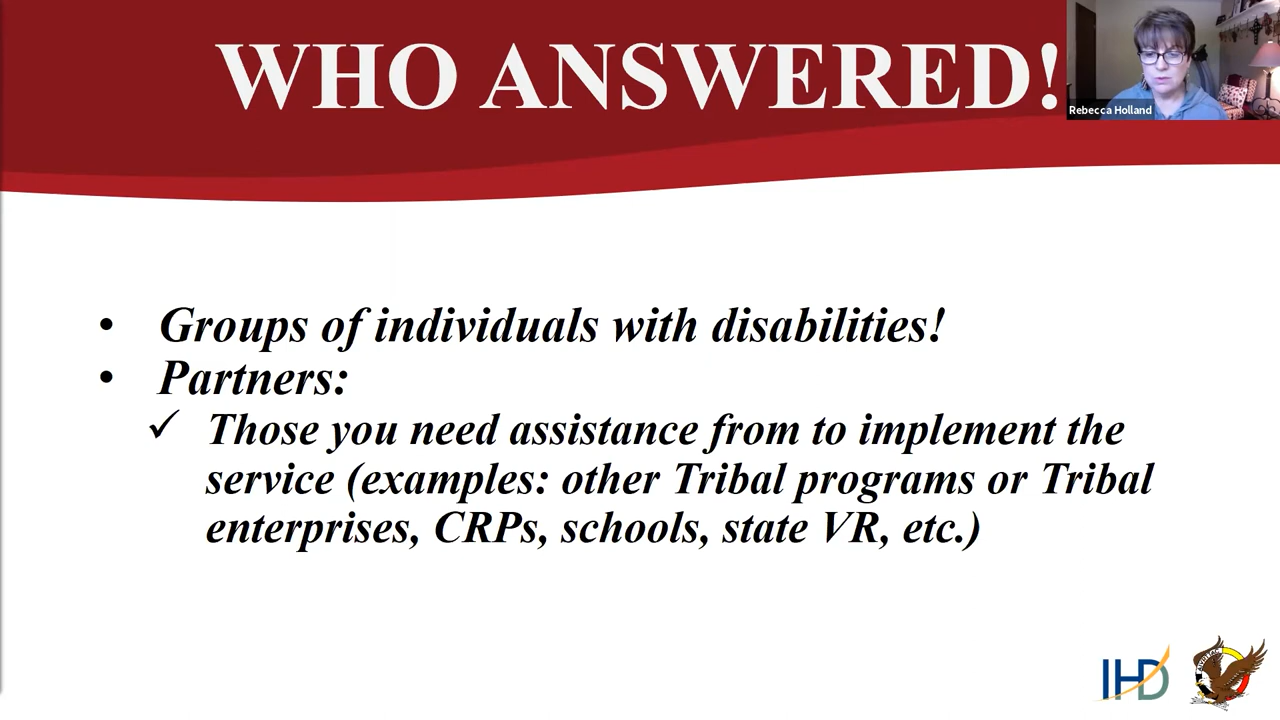 WHO ANSWERED!
Rebecca Holland
• Groups of individuals with disabilities!
• Partners:
✓ Those you need assistance from to implement the
service (examples: other Tribal programs or Tribal
enterprises, CRPs, schools, state VR, etc.)
IHD